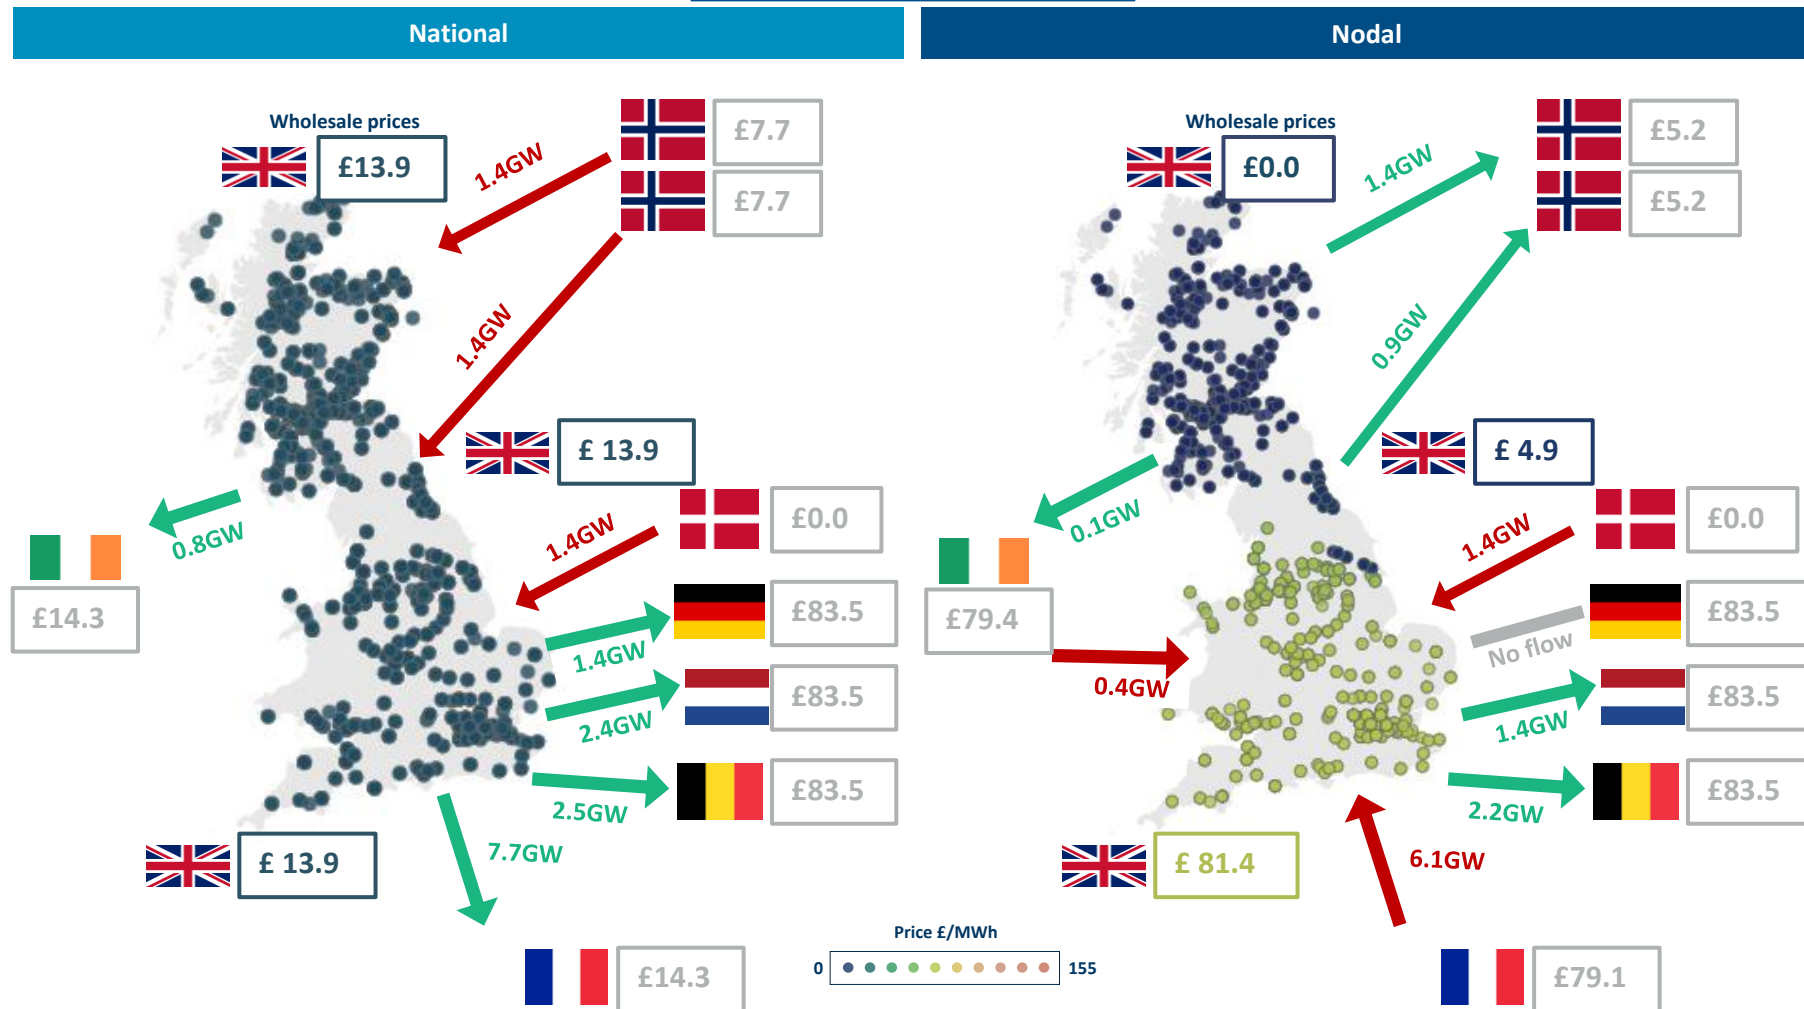 National
Wholesale prices
£13.9
£7.7
£7.7
1.4GW
1.4GW
£ 13.9
0.8GW
£14.3
1.4GW
£0.0
1.4GW
£83.5
2.4GW
£83.5
2.5GW
£83.5
£ 13.9
7.7GW
£14.3
Nodal
Wholesale prices
£0.0
£5.2
£5.2
1.4GW
0.9GW
£ 4.9
0.1GW
£79.4
0.4GW
1.4GW
£0.0
No flow
£83.5
1.4GW
£83.5
2.2GW
£83.5
£ 81.4
6.1GW
£79.1
Price £/MWh
0
155